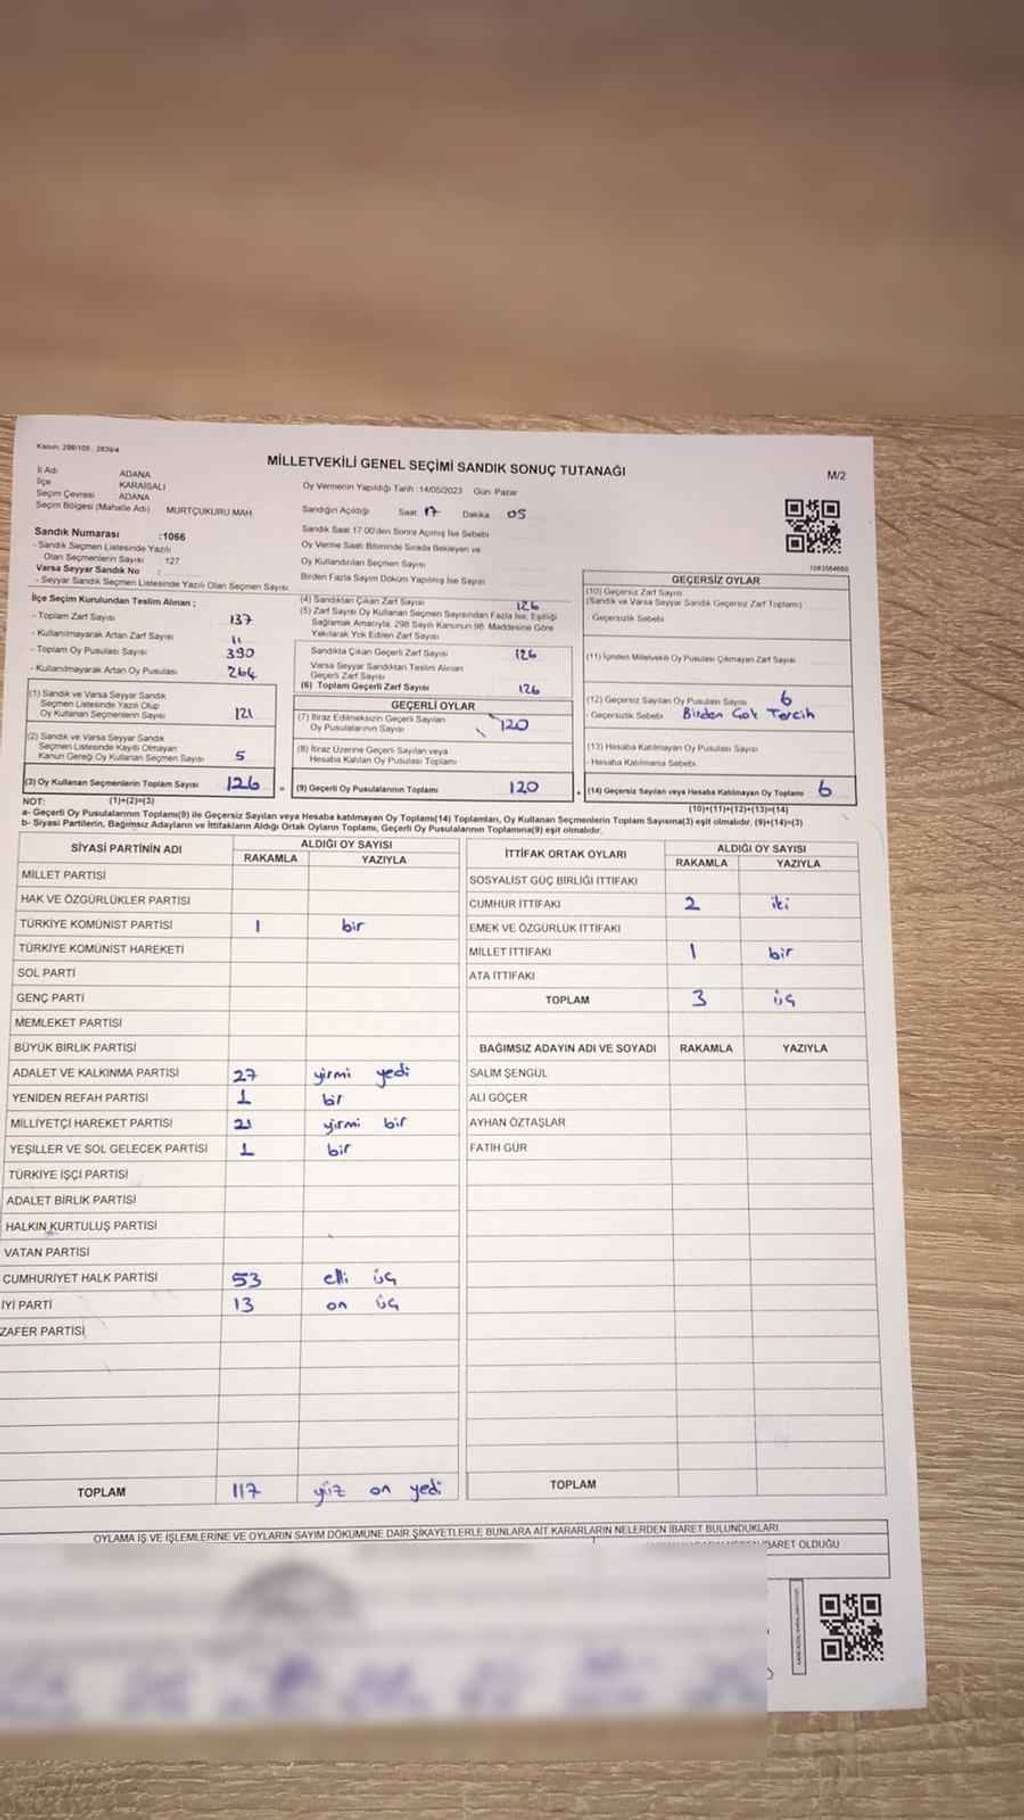 Kanun: 298/105 , 2839/4
MİLLETVEKİLİ GENEL SEÇİMİ SANDIK SONUÇ TUTANAĞI
M/2
İl Adı ADANA
İlçe KARAİSALI
Seçim Çevresi ADANA
Seçim Bölgesi (Mahalle Adı) MURTÇUKURU MAH
Oy Vermenin Yapıldığı Tarih :14/05/2023 Gün: Pazar
Sandığın Açıldığı Saat 17 Dakika 05
Sandık Saat 17.00'den Sonra Açılmış İse Sebebi
Oy Verme Saati Bitiminde Sırada Bekleyen ve
Oy Kullandırılan Seçmen Sayısı
Birden Fazla Sayım Döküm Yapılmış İse Sayısı
Sandık Numarası :1066
- Sandık Seçmen Listesinde Yazılı
Olan Seçmenlerin Sayısı : 127
Varsa Seyyar Sandık No :
- Seyyar Sandık Seçmen Listesinde Yazılı Olan Seçmen Sayısı
İlçe Seçim Kurulundan Teslim Alınan ;
- Toplam Zarf Sayısı 137
- Kullanılmayarak Artan Zarf Sayısı 11
- Toplam Oy Pusulası Sayısı 390
- Kullanılmayarak Artan Oy Pusulası 264
(1) Sandık ve Varsa Seyyar Sandık
Seçmen Listesinde Yazılı Olup
Oy Kullanan Seçmenlerin Sayısı 121
(2) Sandık ve Varsa Seyyar Sandık
Seçmen Listesinde Kayıtlı Olmayan
Kanun Gereği Oy Kullanan Seçmen Sayısı 5
(3) Oy Kullanan Seçmenlerin Toplam Sayısı 126
(4) Sandıktan Çıkan Zarf Sayısı 126
(5) Zarf Sayısı Oy Kullanan Seçmen Sayısından Fazla İse, Eşitliği
Sağlamak Amacıyla, 298 Sayılı Kanunun 98. Maddesine Göre
Yakılarak Yok Edilen Zarf Sayısı
Sandıkta Çıkan Geçerli Zarf Sayısı 126
Varsa Seyyar Sandıktan Teslim Alınan
Geçerli Zarf Sayısı
(6) Toplam Geçerli Zarf Sayısı 126
GEÇERLİ OYLAR
(7) İtiraz Edilmeksizin Geçerli Sayılan
Oy Pusulalarının Sayısı 120
(8) İtiraz Üzerine Geçerli Sayılan veya
Hesaba Katılan Oy Pusulası Toplamı
= (9) Geçerli Oy Pusulalarının Toplamı 120
GEÇERSİZ OYLAR
(10) Geçersiz Zarf Sayısı
(Sandık ve Varsa Seyyar Sandık Geçersiz Zarf Toplamı)
- Geçersizlik Sebebi
(11) İçinden Milletvekili Oy Pusulası Çıkmayan Zarf Sayısı
(12) Geçersiz Sayılan Oy Pusulası Sayısı 6
- Geçersizlik Sebebi Birden Çok Tercih
(13) Hesaba Katılmayan Oy Pusulası Sayısı
- Hesaba Katılmama Sebebi
+ (14) Geçersiz Sayılan veya Hesaba Katılmayan Oy Toplamı 6
NOT: (1)+(2)=(3)
(10)+(11)+(12)+(13)=(14)
a- Geçerli Oy Pusulalarının Toplamı(9) ile Geçersiz Sayılan veya Hesaba katılmayan Oy Toplamı(14) Toplamları, Oy Kullanan Seçmenlerin Toplam Sayısına(3) eşit olmalıdır. (9)+(14)=(3)
b- Siyasi Partilerin, Bağımsız Adayların ve İttifakların Aldığı Ortak Oyların Toplamı, Geçerli Oy Pusulalarının Toplamına(9) eşit olmalıdır.
SİYASİ PARTİNİN ADI ALDIĞI OY SAYISI
RAKAMLA YAZIYLA
MİLLET PARTİSİ
HAK VE ÖZGÜRLÜKLER PARTİSİ
TÜRKİYE KOMÜNİST PARTİSİ 1 bir
TÜRKİYE KOMÜNİST HAREKETİ
SOL PARTİ
GENÇ PARTİ
MEMLEKET PARTİSİ
BÜYÜK BİRLİK PARTİSİ
ADALET VE KALKINMA PARTİSİ 27 yirmi yedi
YENİDEN REFAH PARTİSİ 1 bir
MİLLİYETÇİ HAREKET PARTİSİ 21 yirmi bir
YEŞİLLER VE SOL GELECEK PARTİSİ 1 bir
TÜRKİYE İŞÇİ PARTİSİ
ADALET BİRLİK PARTİSİ
HALKIN KURTULUŞ PARTİSİ
VATAN PARTİSİ
CUMHURİYET HALK PARTİSİ 53 elli üç
İYİ PARTİ 13 on üç
ZAFER PARTİSİ
TOPLAM 117 yüz on yedi
İTTİFAK ORTAK OYLARI ALDIĞI OY SAYISI
RAKAMLA YAZIYLA
SOSYALİST GÜÇ BİRLİĞİ İTTİFAKI
CUMHUR İTTİFAKI 2 iki
EMEK VE ÖZGÜRLÜK İTTİFAKI
MİLLET İTTİFAKI 1 bir
ATA İTTİFAKI
TOPLAM 3 üç
BAĞIMSIZ ADAYIN ADI VE SOYADI RAKAMLA YAZIYLA
SALİM ŞENGÜL
ALİ GÖÇER
AYHAN ÖZTAŞLAR
FATİH GÜR
TOPLAM
OYLAMA İŞ VE İŞLEMLERİNE VE OYLARIN SAYIM DÖKÜMÜNE DAİR ŞİKAYETLERLE BUNLARA AİT KARARLARIN NELERDEN İBARET BULUNDUKLARI
İBARET OLDUĞU